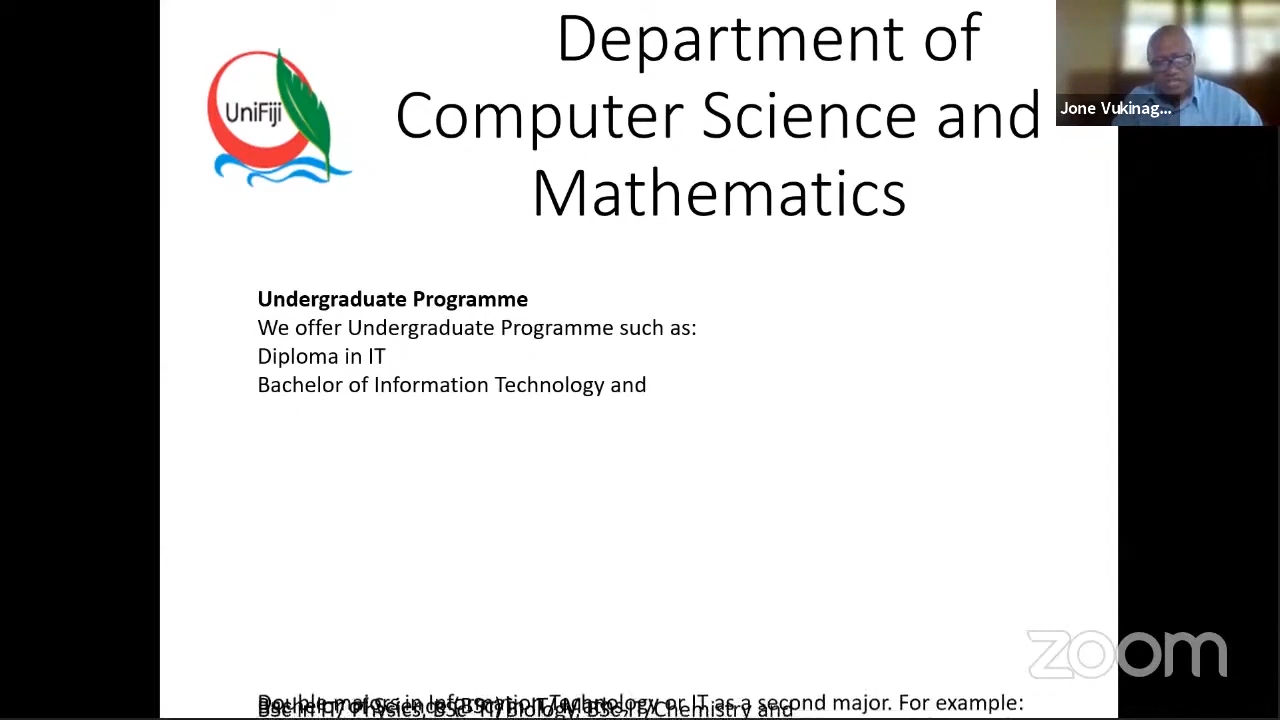 Department of
Computer Science and
Mathematics
UniFiji
Jone Vukinag...
Undergraduate Programme
We offer Undergraduate Programme such as:
Diploma in IT
Bachelor of Information Technology and
Double majors in Information Technology or IT as a second major. For example:
BSc in IT/ Physics, BSc IT/Biology, BSc IT/Chemistry and
zoom